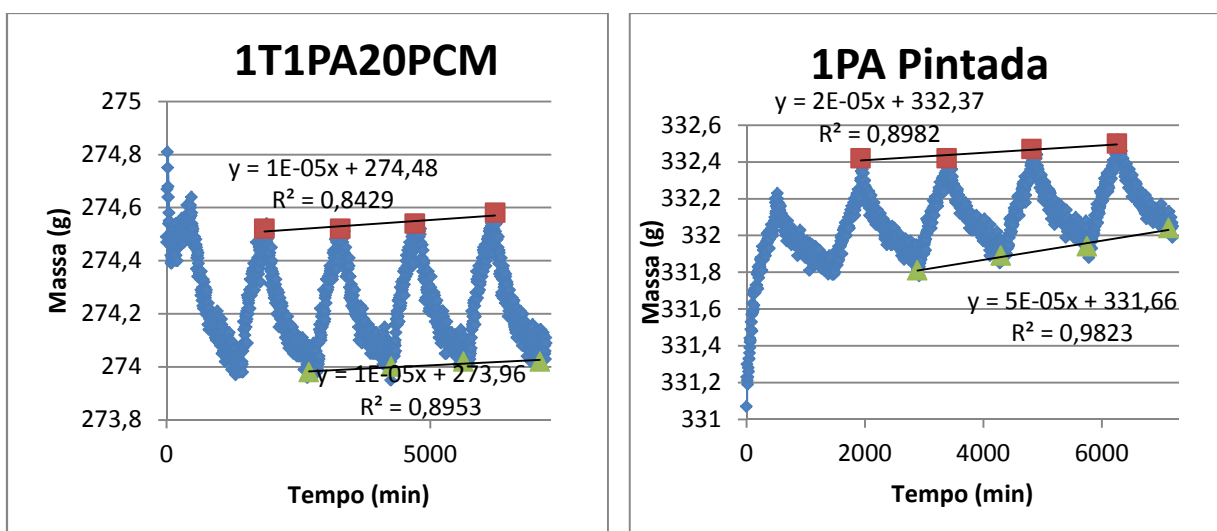 1T1PA20PCM
275
274,8
274,6
274,4
274,2
274
273,8
Massa (g)
y = 1E-05x + 274,48
R² = 0,8429
y = 1E-05x + 273,96
R² = 0,8953
0
5000
Tempo (min)
1PA Pintada
y = 2E-05x + 332,37
R² = 0,8982
332,6
332,4
332,2
332
331,8
331,6
331,4
331,2
331
Massa (g)
y = 5E-05x + 331,66
R² = 0,9823
0
2000
4000
6000
Tempo (min)